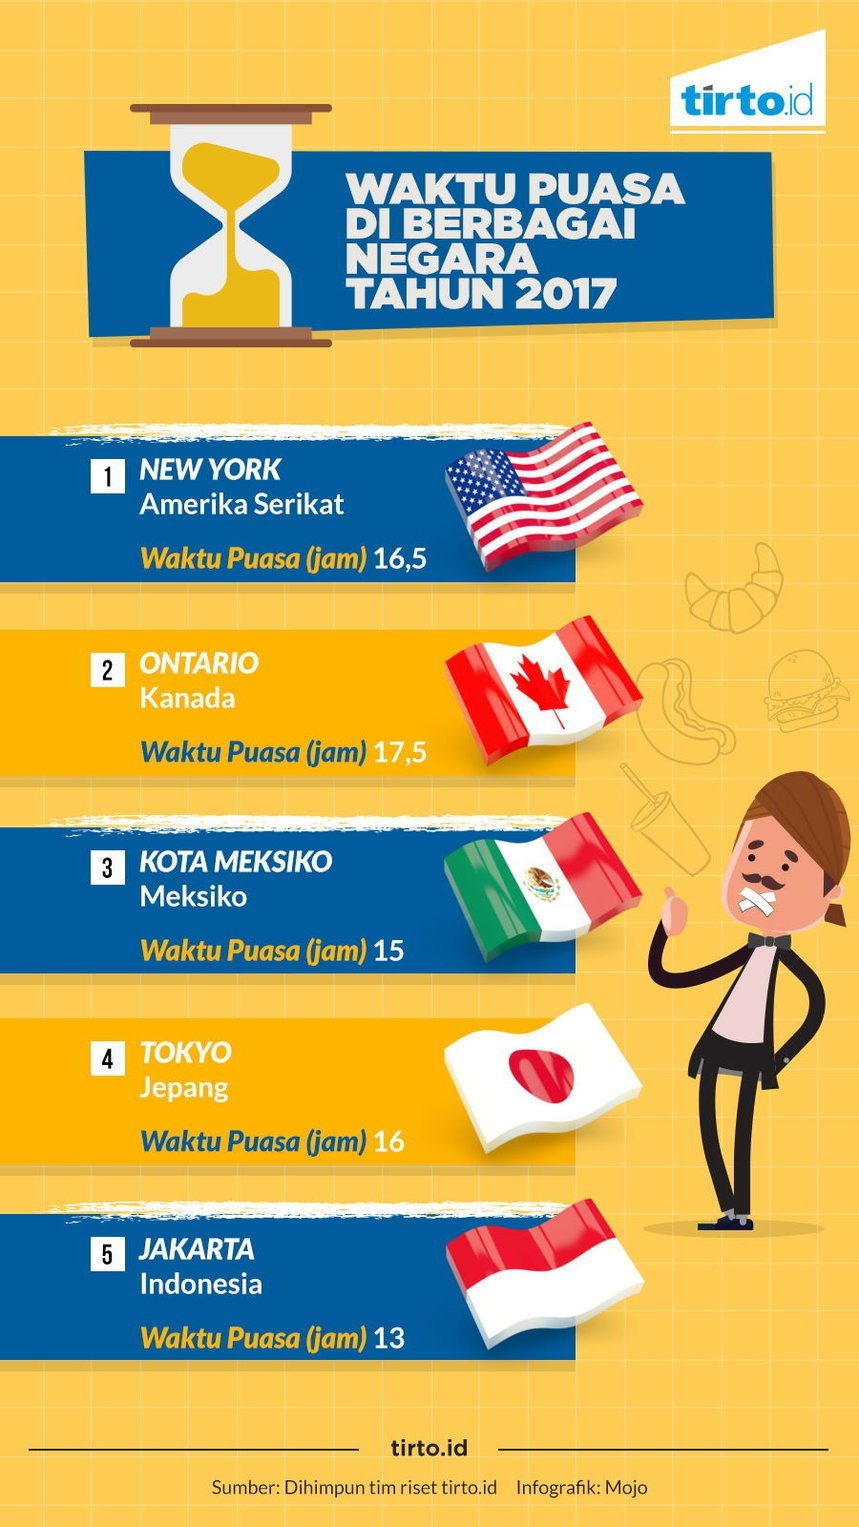 tirto.id
WAKTU PUASA
DI BERBAGAI
NEGARA
TAHUN 2017
1 NEW YORK
Amerika Serikat
Waktu Puasa (jam) 16,5
2 ONTARIO
Kanada
Waktu Puasa (jam) 17,5
3 KOTA MEKSIKO
Meksiko
Waktu Puasa (jam) 15
4 TOKYO
Jepang
Waktu Puasa (jam) 16
5 JAKARTA
Indonesia
Waktu Puasa (jam) 13
tirto.id
Sumber: Dihimpun tim riset tirto.id Infografik: Mojo